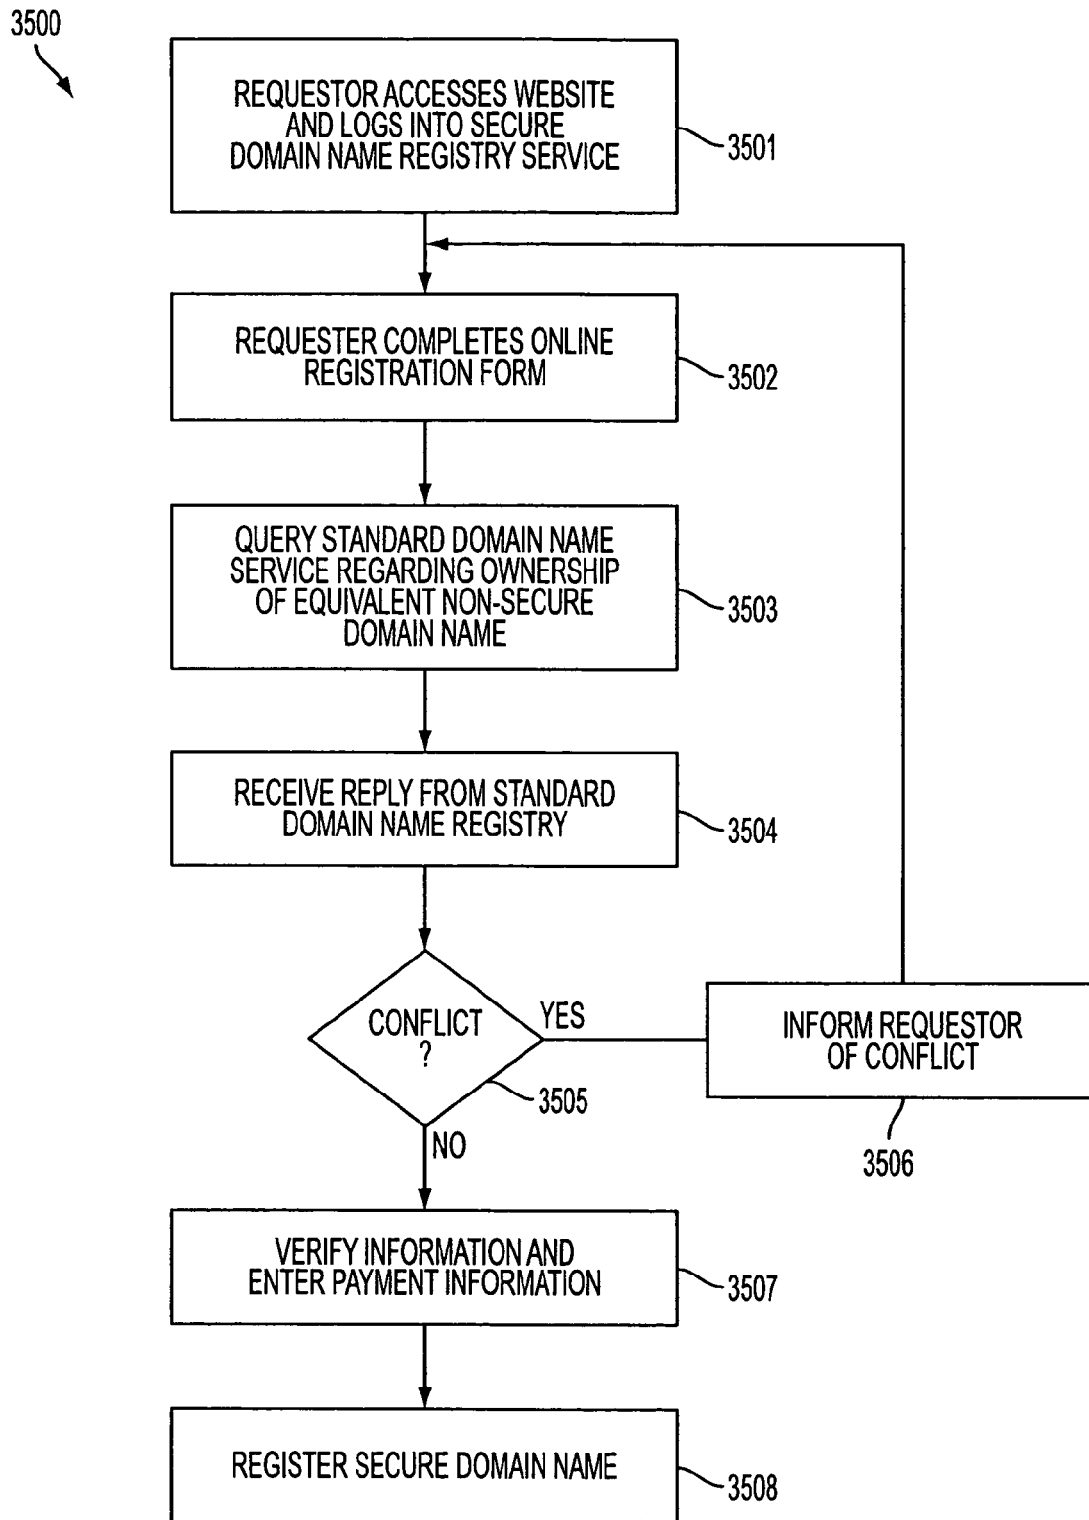 3500
REQUESTOR ACCESSES WEBSITE
AND LOGS INTO SECURE
DOMAIN NAME REGISTRY SERVICE
3501
REQUESTER COMPLETES ONLINE
REGISTRATION FORM
3502
QUERY STANDARD DOMAIN NAME
SERVICE REGARDING OWNERSHIP
OF EQUIVALENT NON-SECURE
DOMAIN NAME
3503
RECEIVE REPLY FROM STANDARD
DOMAIN NAME REGISTRY
3504
CONFLICT
?
YES
3505
INFORM REQUESTOR
OF CONFLICT
3506
NO
VERIFY INFORMATION AND
ENTER PAYMENT INFORMATION
3507
REGISTER SECURE DOMAIN NAME
3508